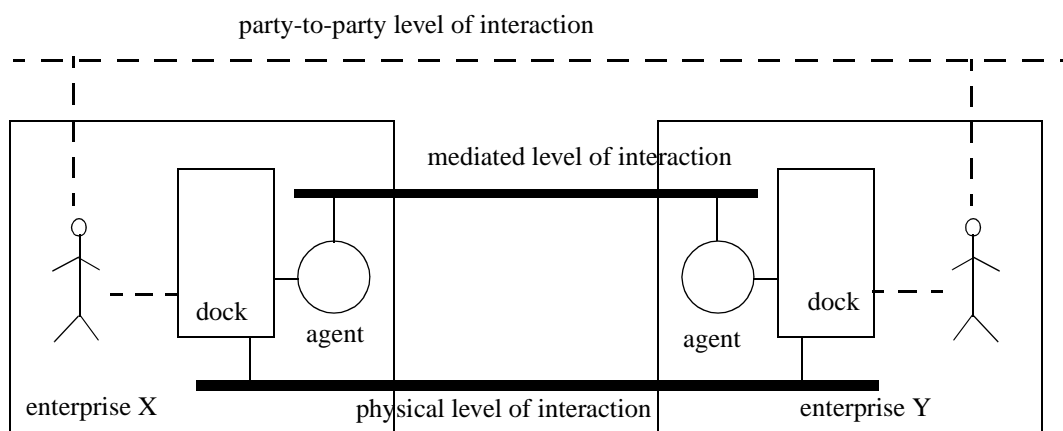 party-to-party level of interaction
mediated level of interaction
dock
agent
agent
dock
enterprise X
physical level of interaction
enterprise Y